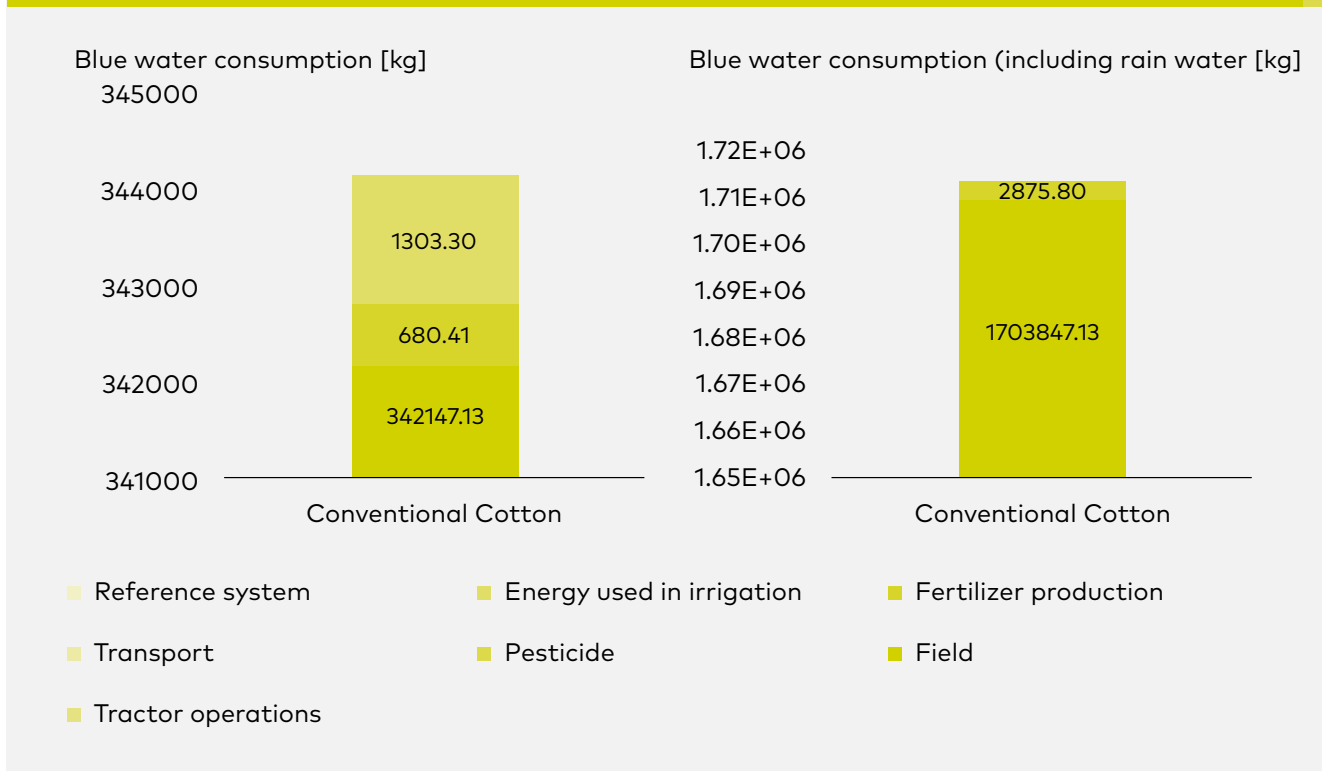 Blue water consumption [kg]
345000
344000
343000
342000
341000
1303.30
680.41
342147.13
Conventional Cotton
Blue water consumption (including rain water [kg]
1.72E+06
1.71E+06
1.70E+06
1.69E+06
1.68E+06
1.67E+06
1.66E+06
1.65E+06
2875.80
1703847.13
Conventional Cotton
Reference system
Energy used in irrigation
Fertilizer production
Transport
Pesticide
Field
Tractor operations